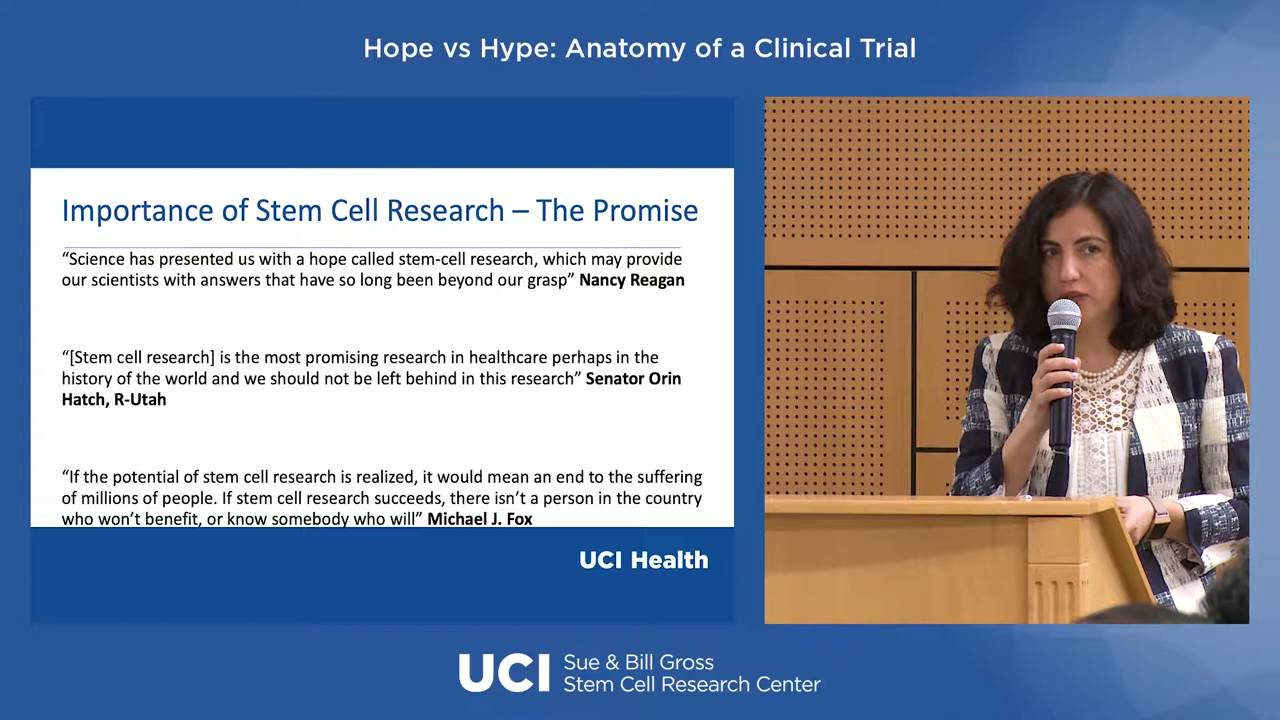 Hope vs Hype: Anatomy of a Clinical Trial
Importance of Stem Cell Research – The Promise
“Science has presented us with a hope called stem-cell research, which may provide
our scientists with answers that have so long been beyond our grasp” Nancy Reagan
“[Stem cell research] is the most promising research in healthcare perhaps in the
history of the world and we should not be left behind in this research” Senator Orin
Hatch, R-Utah
“If the potential of stem cell research is realized, it would mean an end to the suffering
of millions of people. If stem cell research succeeds, there isn’t a person in the country
who won’t benefit, or know somebody who will” Michael J. Fox
UCI Health
UCI
Sue & Bill Gross
Stem Cell Research Center